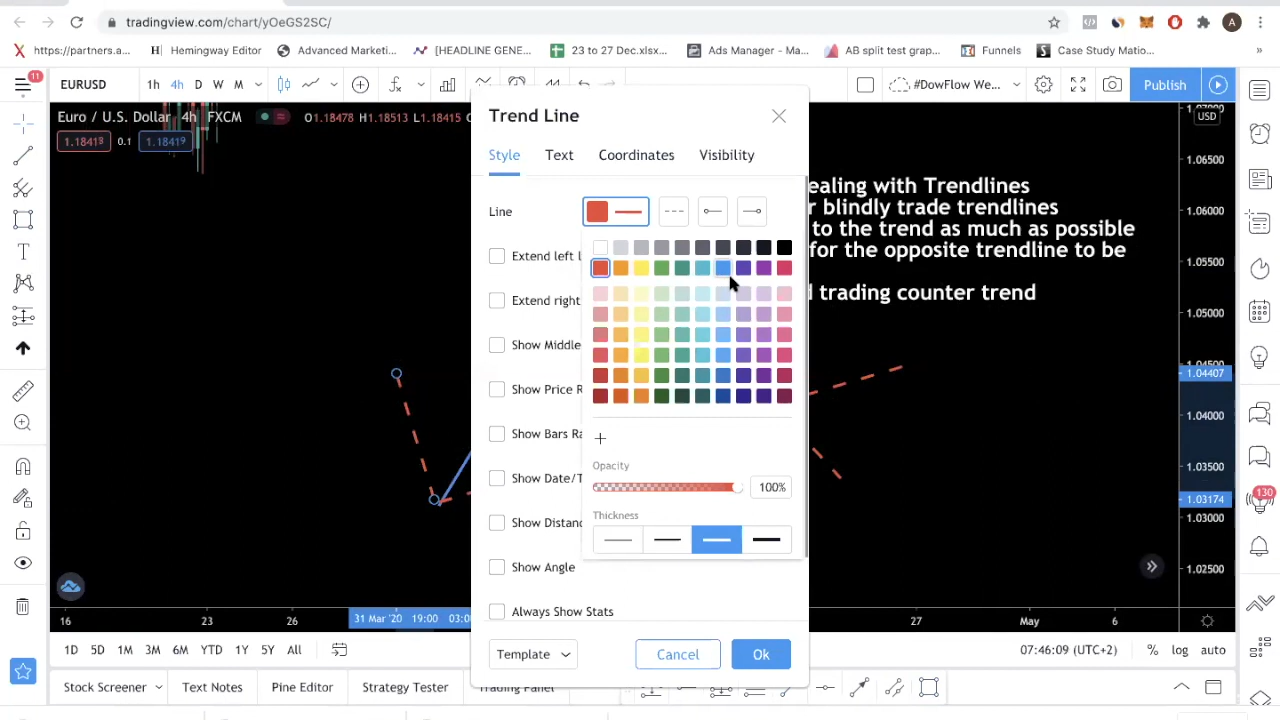 tradingview.com/chart/yOeGS2SC/
A
https://partners.a...
Hemingway Editor
Advanced Marketi...
[HEADLINE GENE...
23 to 27 Dec.xlsx...
Ads Manager - Ma...
AB split test grap...
Funnels
Case Study Matio...
»
11
EURUSD
1h 4h D W M
#DowFlow We...
Publish
Euro / U.S. Dollar 4h FXCM
O1.18478 H1.18513 L1.18415
1.18418
0.1
1.18419
Trend Line
Style
Text
Coordinates
Visibility
Line
Extend left l
Extend right
Show Middle
Show Price R
Show Bars Ra
Show Date/T
Show Distanc
Show Angle
Always Show Stats
+
Opacity
100%
Thickness
Template
Cancel
Ok
ealing with Trendlines
r blindly trade trendlines
to the trend as much as possible
for the opposite trendline to be
d trading counter trend
USD
1.06500
1.06000
1.05500
1.05000
1.04407
1.04000
1.03500
1.03174
1.03000
1.02500
130
16
23
26
31 Mar '20 19:00
27
May
6
1D 5D 1M 3M 6M YTD 1Y 5Y All
07:46:09 (UTC+2)
% log auto
Stock Screener
Text Notes
Pine Editor
Strategy Tester
Trading Panel